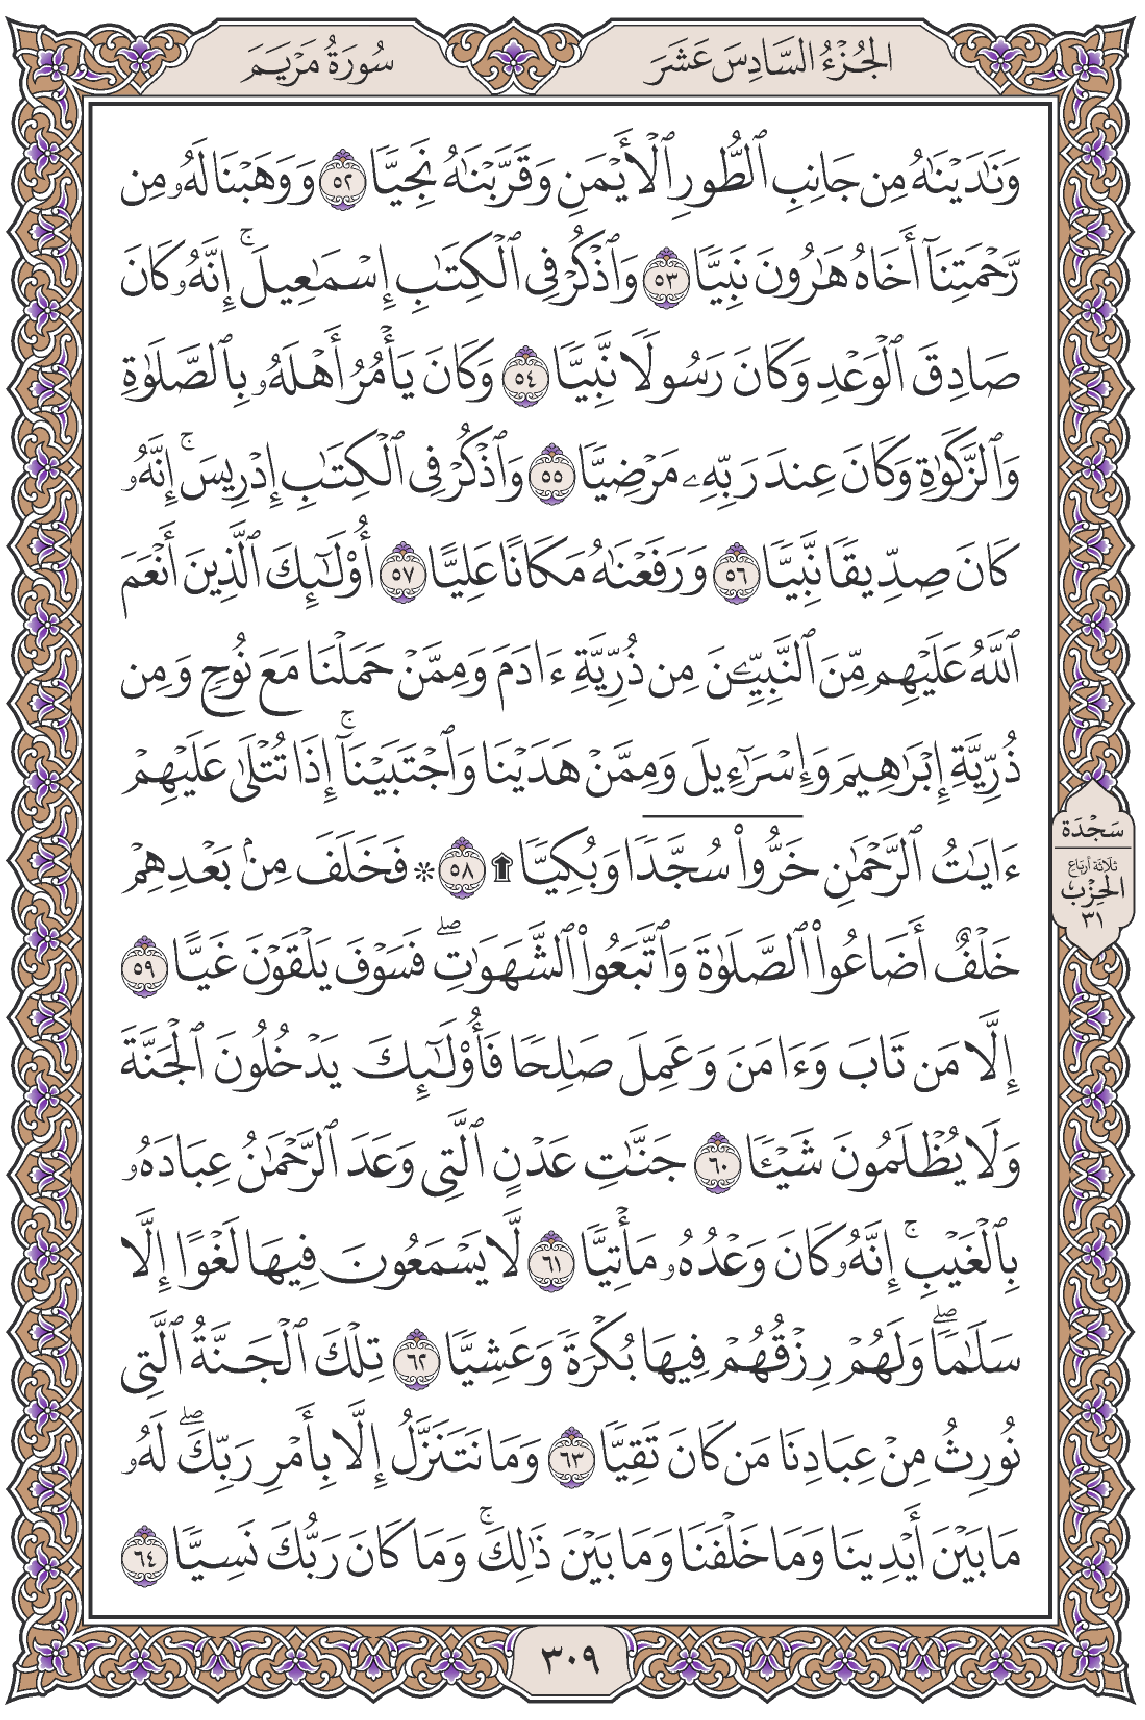 الجُزْءُ السَّادِسَ عَشَرَ
سُورَةُ مَرْيَمَ
وَنَٰدَيْنَٰهُ مِن جَانِبِ ٱلطُّورِ ٱلْأَيْمَنِ وَقَرَّبْنَٰهُ نَجِيًّا ٥٢ وَوَهَبْنَا لَهُۥ مِن
رَّحْمَتِنَآ أَخَاهُ هَٰرُونَ نَبِيًّا ٥٣ وَٱذْكُرْ فِى ٱلْكِتَٰبِ إِسْمَٰعِيلَ ۚ إِنَّهُۥ كَانَ
صَادِقَ ٱلْوَعْدِ وَكَانَ رَسُولًا نَّبِيًّا ٥٤ وَكَانَ يَأْمُرُ أَهْلَهُۥ بِٱلصَّلَوٰةِ
وَٱلزَّكَوٰةِ وَكَانَ عِندَ رَبِّهِۦ مَرْضِيًّا ٥٥ وَٱذْكُرْ فِى ٱلْكِتَٰبِ إِدْرِيسَ ۚ إِنَّهُۥ
كَانَ صِدِّيقًا نَّبِيًّا ٥٦ وَرَفَعْنَٰهُ مَكَانًا عَلِيًّا ٥٧ أُو۟لَٰٓئِكَ ٱلَّذِينَ أَنْعَمَ
ٱللَّهُ عَلَيْهِم مِّنَ ٱلنَّبِيِّـۧنَ مِن ذُرِّيَّةِ ءَادَمَ وَمِمَّنْ حَمَلْنَا مَعَ نُوحٍ وَمِن
ذُرِّيَّةِ إِبْرَٰهِيمَ وَإِسْرَٰٓءِيلَ وَمِمَّنْ هَدَيْنَا وَٱجْتَبَيْنَآ ۚ إِذَا تُتْلَىٰ عَلَيْهِمْ
ءَايَٰتُ ٱلرَّحْمَٰنِ خَرُّوا۟ سُجَّدًا وَبُكِيًّا ۩ ٥٨ ۞ فَخَلَفَ مِنۢ بَعْدِهِمْ
خَلْفٌ أَضَاعُوا۟ ٱلصَّلَوٰةَ وَٱتَّبَعُوا۟ ٱلشَّهَوَٰتِ ۖ فَسَوْفَ يَلْقَوْنَ غَيًّا ٥٩
إِلَّا مَن تَابَ وَءَامَنَ وَعَمِلَ صَٰلِحًا فَأُو۟لَٰٓئِكَ يَدْخُلُونَ ٱلْجَنَّةَ
وَلَا يُظْلَمُونَ شَيْـًٔا ٦٠ جَنَّٰتِ عَدْنٍ ٱلَّتِى وَعَدَ ٱلرَّحْمَٰنُ عِبَادَهُۥ
بِٱلْغَيْبِ ۚ إِنَّهُۥ كَانَ وَعْدُهُۥ مَأْتِيًّا ٦١ لَّا يَسْمَعُونَ فِيهَا لَغْوًا إِلَّا
سَلَٰمًا ۖ وَلَهُمْ رِزْقُهُمْ فِيهَا بُكْرَةً وَعَشِيًّا ٦٢ تِلْكَ ٱلْجَنَّةُ ٱلَّتِى
نُورِثُ مِنْ عِبَادِنَا مَن كَانَ تَقِيًّا ٦٣ وَمَا نَتَنَزَّلُ إِلَّا بِأَمْرِ رَبِّكَ ۖ لَهُۥ
مَا بَيْنَ أَيْدِينَا وَمَا خَلْفَنَا وَمَا بَيْنَ ذَٰلِكَ ۚ وَمَا كَانَ رَبُّكَ نَسِيًّا ٦٤
سَجْدَة
ثلاثة أرباع
الحِزْب
٣١
٣٠٩